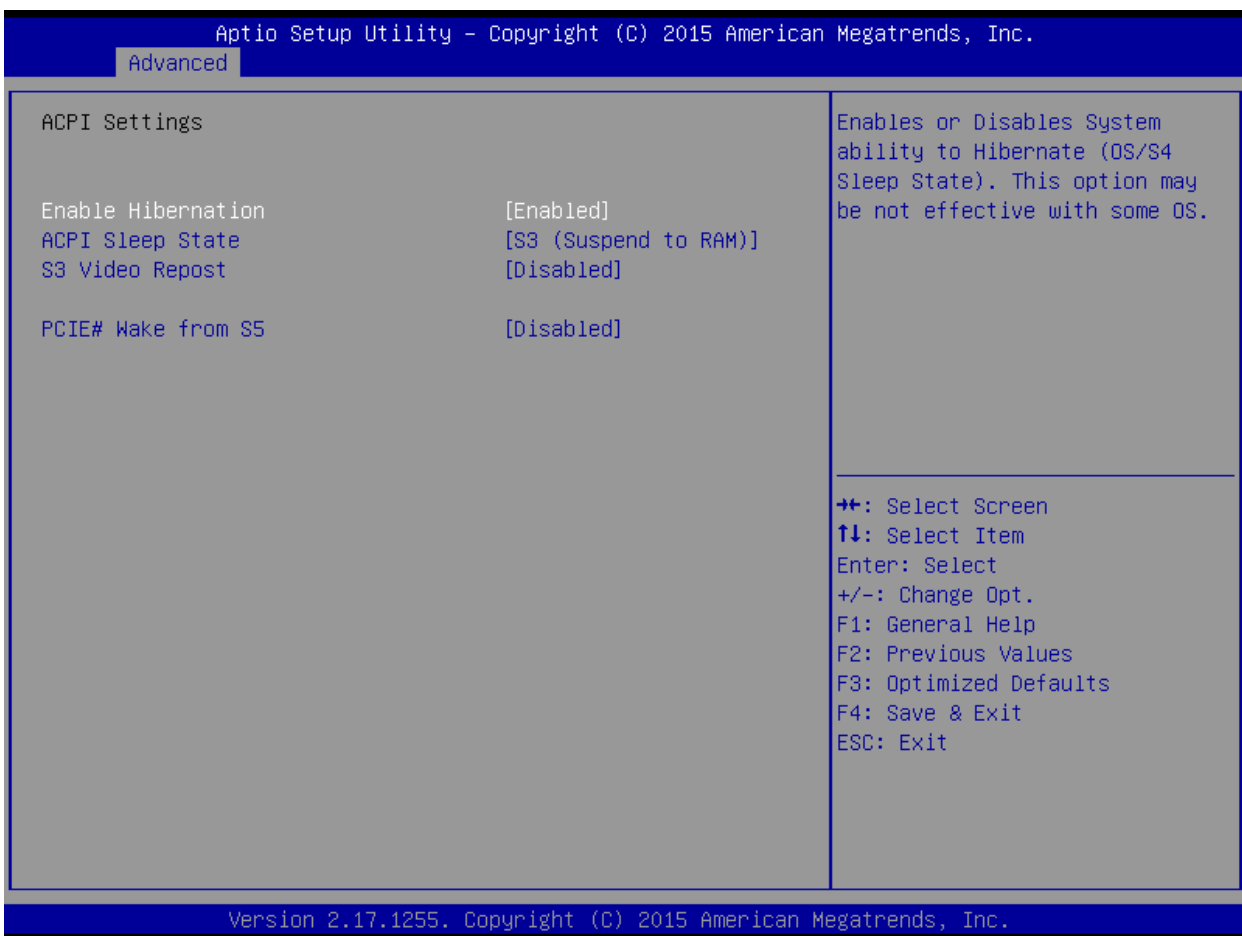 Aptio Setup Utility – Copyright (C) 2015 American Megatrends, Inc.
Advanced
ACPI Settings
Enable Hibernation [Enabled]
ACPI Sleep State [S3 (Suspend to RAM)]
S3 Video Repost [Disabled]
PCIE# Wake from S5 [Disabled]
Enables or Disables System
ability to Hibernate (OS/S4
Sleep State). This option may
be not effective with some OS.
→←: Select Screen
↑↓: Select Item
Enter: Select
+/-: Change Opt.
F1: General Help
F2: Previous Values
F3: Optimized Defaults
F4: Save & Exit
ESC: Exit
Version 2.17.1255. Copyright (C) 2015 American Megatrends, Inc.